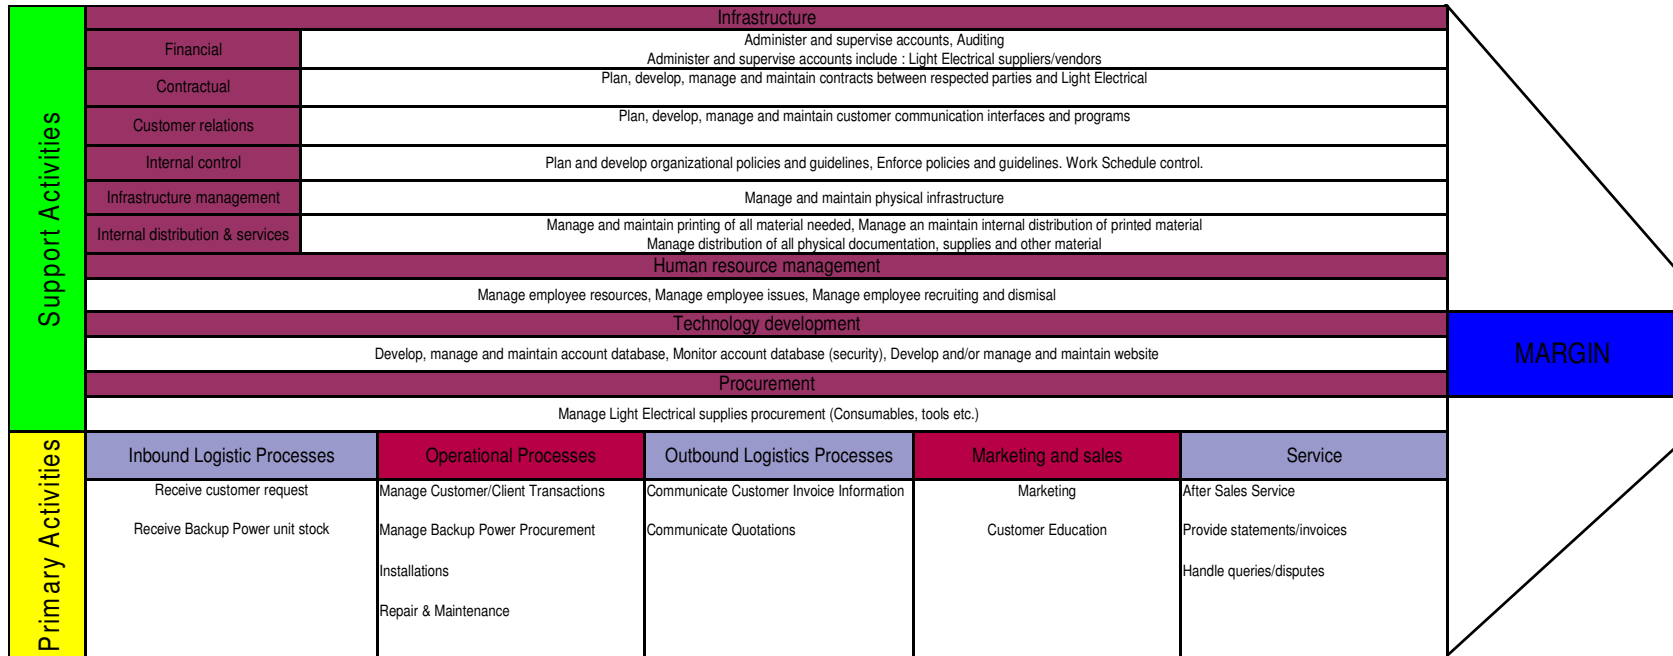 Support Activities
Infrastructure
Financial
Administer and supervise accounts, Auditing
Administer and supervise accounts include : Light Electrical suppliers/vendors
Contractual
Plan, develop, manage and maintain contracts between respected parties and Light Electrical
Customer relations
Plan, develop, manage and maintain customer communication interfaces and programs
Internal control
Plan and develop organizational policies and guidelines, Enforce policies and guidelines. Work Schedule control.
Infrastructure management
Manage and maintain physical infrastructure
Internal distribution & services
Manage and maintain printing of all material needed, Manage an maintain internal distribution of printed material
Manage distribution of all physical documentation, supplies and other material
Human resource management
Manage employee resources, Manage employee issues, Manage employee recruiting and dismisal
Technology development
Develop, manage and maintain account database, Monitor account database (security), Develop and/or manage and maintain website
Procurement
Manage Light Electrical supplies procurement (Consumables, tools etc.)
MARGIN
Primary Activities
Inbound Logistic Processes
Receive customer request
Receive Backup Power unit stock
Operational Processes
Manage Customer/Client Transactions
Manage Backup Power Procurement
Installations
Repair & Maintenance
Outbound Logistics Processes
Communicate Customer Invoice Information
Communicate Quotations
Marketing and sales
Marketing
Customer Education
Service
After Sales Service
Provide statements/invoices
Handle queries/disputes